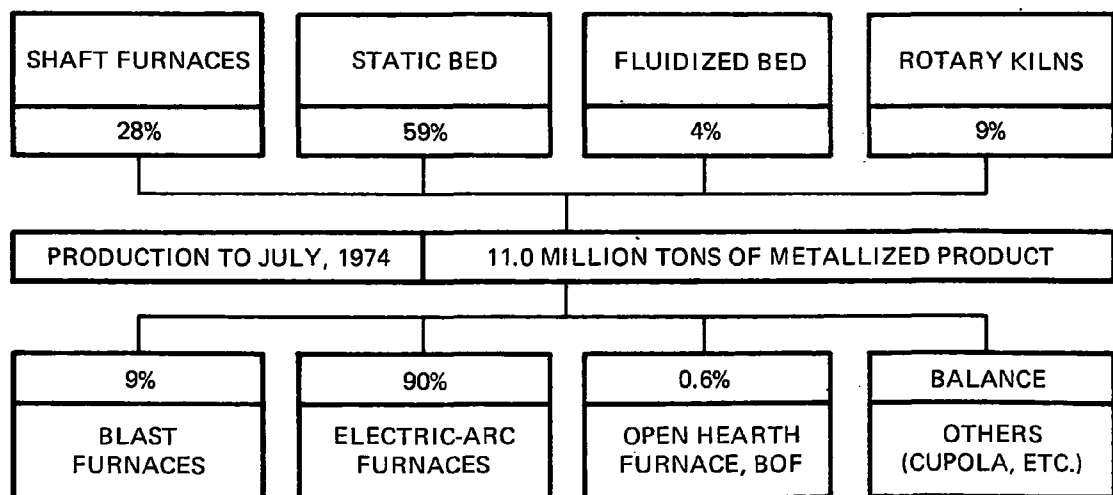 SHAFT FURNACES
STATIC BED
FLUIDIZED BED
ROTARY KILNS
28%
59%
4%
9%
PRODUCTION TO JULY, 1974
11.0 MILLION TONS OF METALLIZED PRODUCT
9%
90%
0.6%
BALANCE
BLAST
FURNACES
ELECTRIC-ARC
FURNACES
OPEN HEARTH
FURNACE, BOF
OTHERS
(CUPOLA, ETC.)